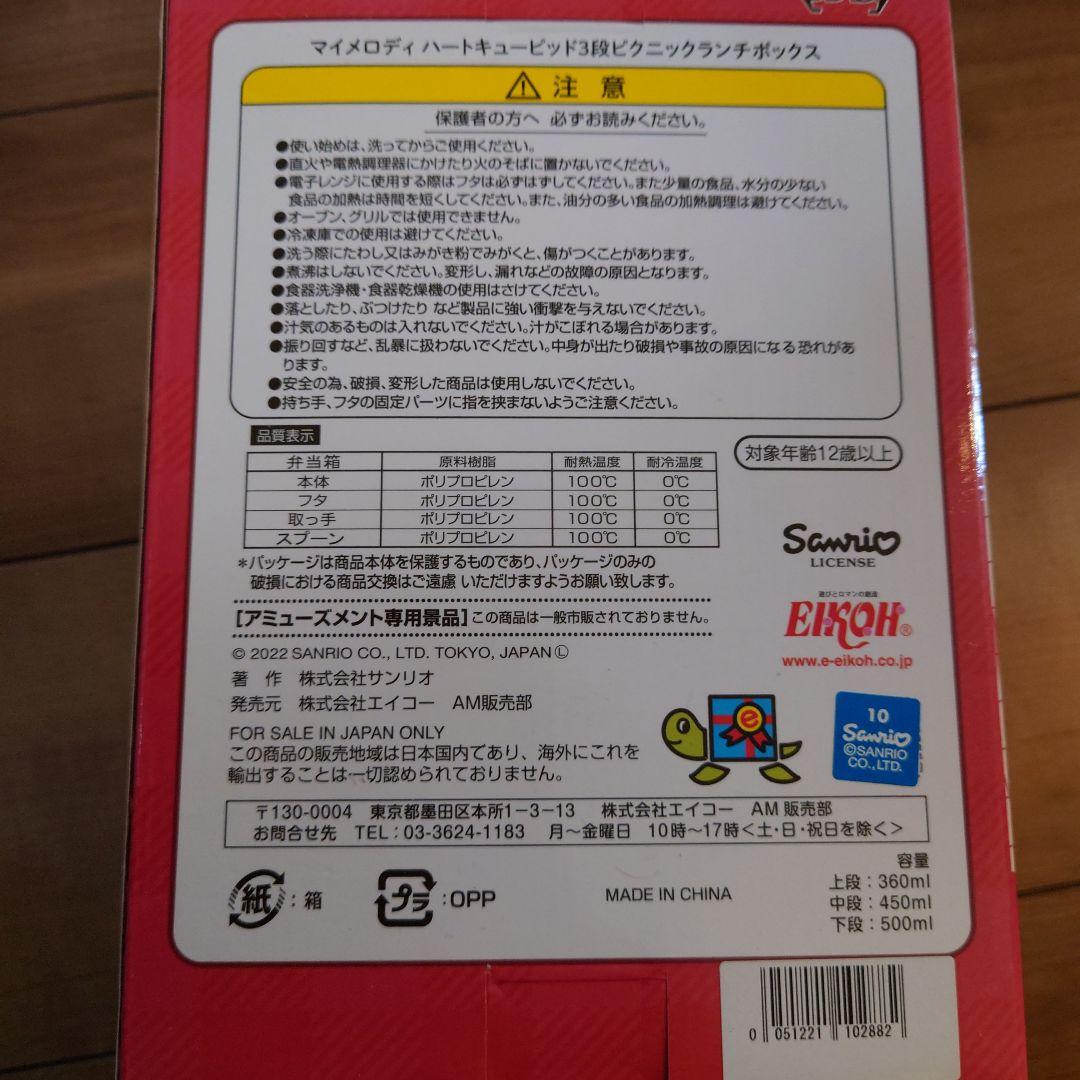 マイメロディ ハートキューピッド3段ピクニックランチボックス
⚠ 注意
保護者の方へ 必ずお読みください。
●使い始めは、洗ってからご使用ください。
●直火や電熱調理器にかけたり火のそばに置かないでください。
●電子レンジに使用する際はフタは必ずはずしてください。また少量の食品、水分の少ない
食品の加熱は時間を短くしてください。また、油分の多い食品の加熱調理は避けてください。
●オーブン、グリルでは使用できません。
●冷凍庫での使用は避けてください。
●洗う際にたわし又はみがき粉でみがくと、傷がつくことがあります。
●煮沸はしないでください。変形し、漏れなどの故障の原因となります。
●食器洗浄機・食器乾燥機の使用はさけてください。
●落としたり、ぶつけたり など製品に強い衝撃を与えないでください。
●汁気のあるものは入れないでください。汁がこぼれる場合があります。
●振り回すなど、乱暴に扱わないでください。中身が出たり破損や事故の原因になる恐れがあ
ります。
●安全の為、破損、変形した商品は使用しないでください。
●持ち手、フタの固定パーツに指を挟まないようご注意ください。
品質表示
対象年齢12歳以上
弁当箱 原料樹脂 耐熱温度 耐冷温度
本体 ポリプロピレン 100℃ 0℃
フタ ポリプロピレン 100℃ 0℃
取っ手 ポリプロピレン 100℃ 0℃
スプーン ポリプロピレン 100℃ 0℃
Sanrio
LICENSE
*パッケージは商品本体を保護するものであり、パッケージのみの
破損における商品交換はご遠慮 いただけますようお願い致します。
遊びとロマンの創造
EIKOH®
www.e-eikoh.co.jp
[アミューズメント専用景品]この商品は一般市販されておりません。
© 2022 SANRIO CO., LTD. TOKYO, JAPAN Ⓛ
著 作 株式会社サンリオ
発売元 株式会社エイコー AM販売部
FOR SALE IN JAPAN ONLY
この商品の販売地域は日本国内であり、海外にこれを
輸出することは一切認められておりません。
e
10
Sanrio
©SANRIO
CO.,LTD.
〒130-0004 東京都墨田区本所1-3-13 株式会社エイコー AM販売部
お問合せ先 TEL:03-3624-1183 月~金曜日 10時~17時<土・日・祝日を除く>
紙:箱
プラ:OPP
MADE IN CHINA
容量
上段:360ml
中段:450ml
下段:500ml
0 051221 102882